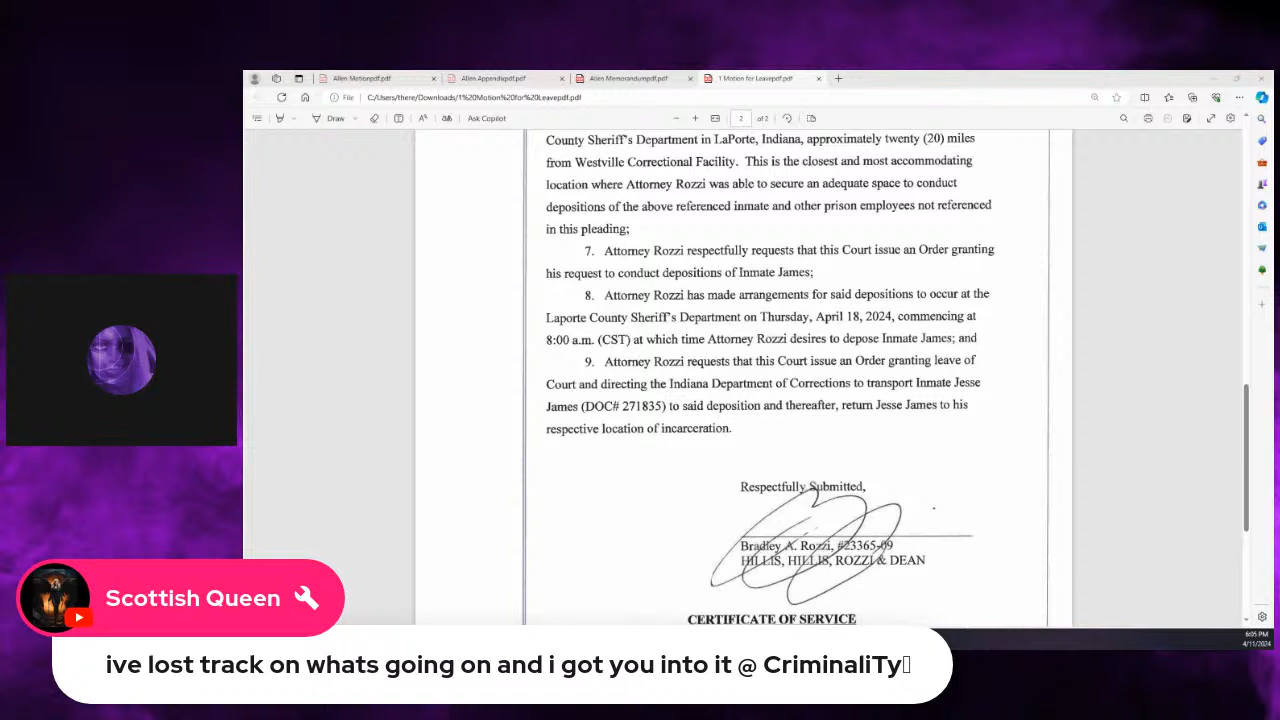 Allen Motionpdf.pdf
Allen Appendixpdf.pdf
Allen Memorandumpdf.pdf
1 Motion for Leavepdf.pdf
File C:/Users/there/Downloads/1%20Motion%20for%20Leavepdf.pdf
Draw
Ask Copilot
2 of 2
County Sheriff's Department in LaPorte, Indiana, approximately twenty (20) miles
from Westville Correctional Facility. This is the closest and most accommodating
location where Attorney Rozzi was able to secure an adequate space to conduct
depositions of the above referenced inmate and other prison employees not referenced
in this pleading;
7. Attorney Rozzi respectfully requests that this Court issue an Order granting
his request to conduct depositions of Inmate James;
8. Attorney Rozzi has made arrangements for said depositions to occur at the
Laporte County Sheriff's Department on Thursday, April 18, 2024, commencing at
8:00 a.m. (CST) at which time Attorney Rozzi desires to depose Inmate James; and
9. Attorney Rozzi requests that this Court issue an Order granting leave of
Court and directing the Indiana Department of Corrections to transport Inmate Jesse
James (DOC# 271835) to said deposition and thereafter, return Jesse James to his
respective location of incarceration.
Respectfully Submitted,
Bradley A. Rozzi, #23365-09
HILLIS, HILLIS, ROZZI & DEAN
CERTIFICATE OF SERVICE
6:05 PM
4/11/2024
Scottish Queen
ive lost track on whats going on and i got you into it @ CriminaliTy